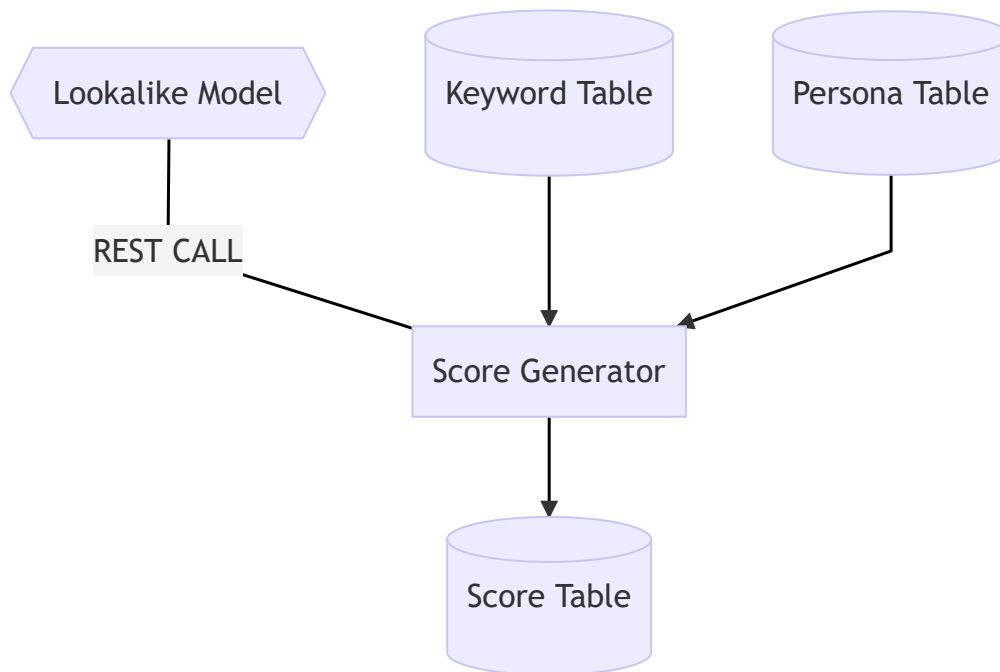 Lookalike Model
Keyword Table
Persona Table
REST CALL
Score Generator
Score Table